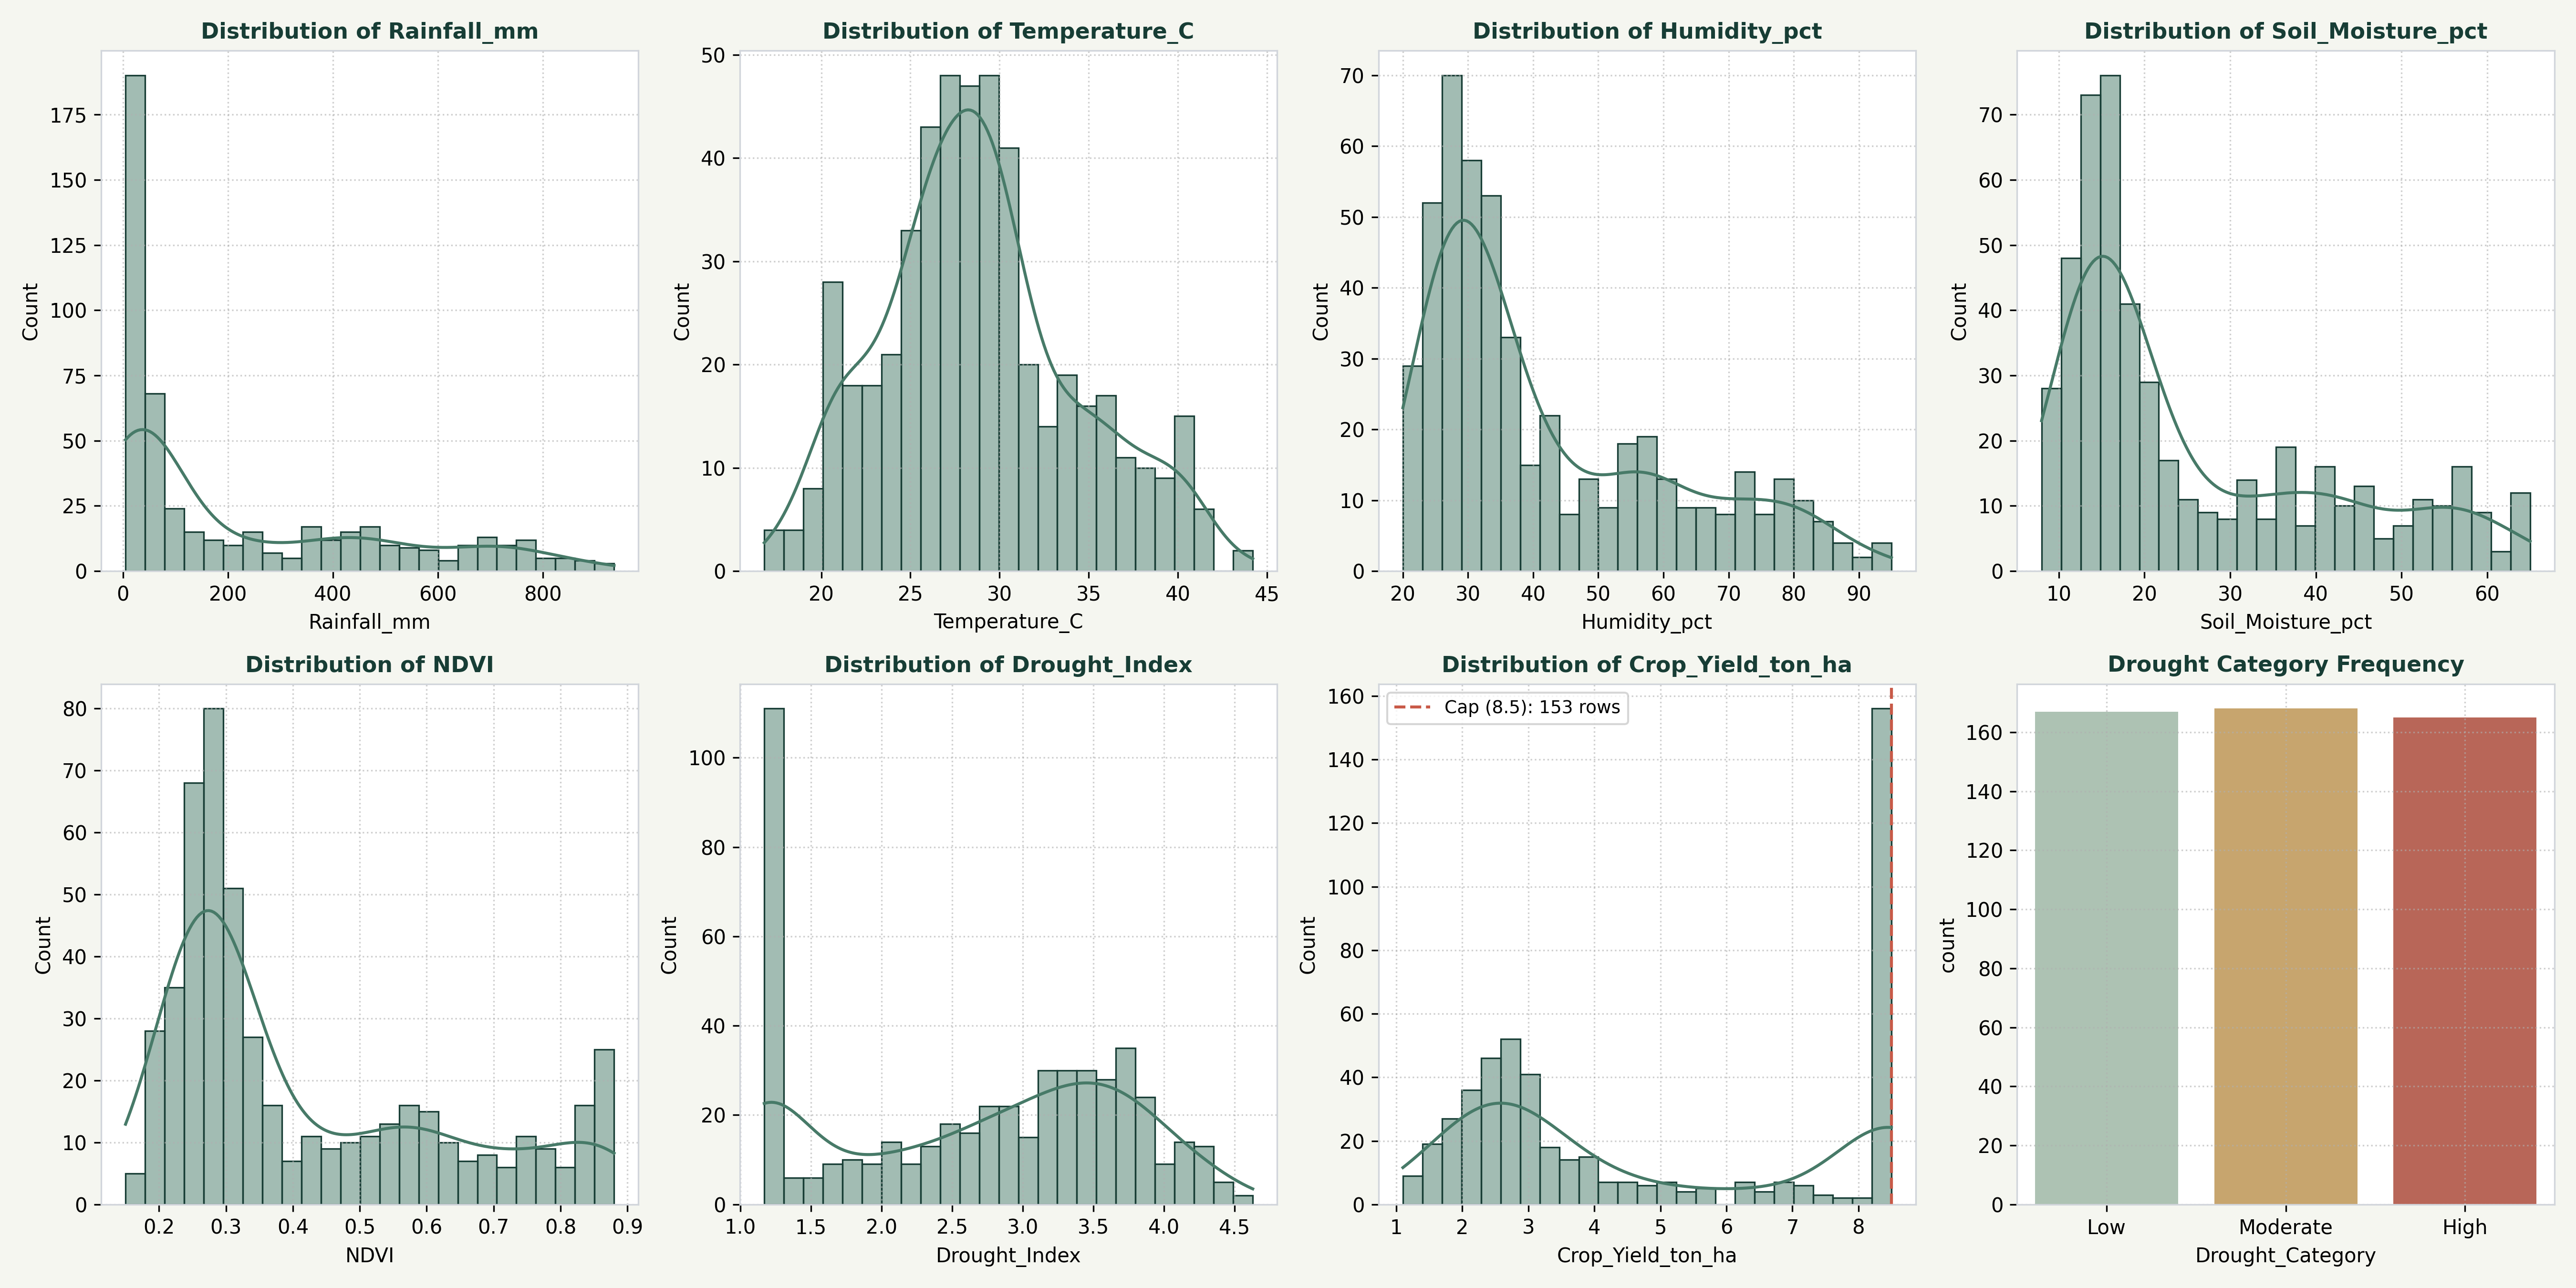 Distribution of Rainfall_mm
Count
175
150
125
100
75
50
25
0
0 200 400 600 800
Rainfall_mm
Distribution of Temperature_C
Count
50
40
30
20
10
0
20 25 30 35 40 45
Temperature_C
Distribution of Humidity_pct
Count
70
60
50
40
30
20
10
0
20 30 40 50 60 70 80 90
Humidity_pct
Distribution of Soil_Moisture_pct
Count
70
60
50
40
30
20
10
0
10 20 30 40 50 60
Soil_Moisture_pct
Distribution of NDVI
Count
80
70
60
50
40
30
20
10
0
0.2 0.3 0.4 0.5 0.6 0.7 0.8 0.9
NDVI
Distribution of Drought_Index
Count
100
80
60
40
20
0
1.0 1.5 2.0 2.5 3.0 3.5 4.0 4.5
Drought_Index
Distribution of Crop_Yield_ton_ha
Cap (8.5): 153 rows
Count
160
140
120
100
80
60
40
20
0
1 2 3 4 5 6 7 8
Crop_Yield_ton_ha
Drought Category Frequency
count
160
140
120
100
80
60
40
20
0
Low Moderate High
Drought_Category